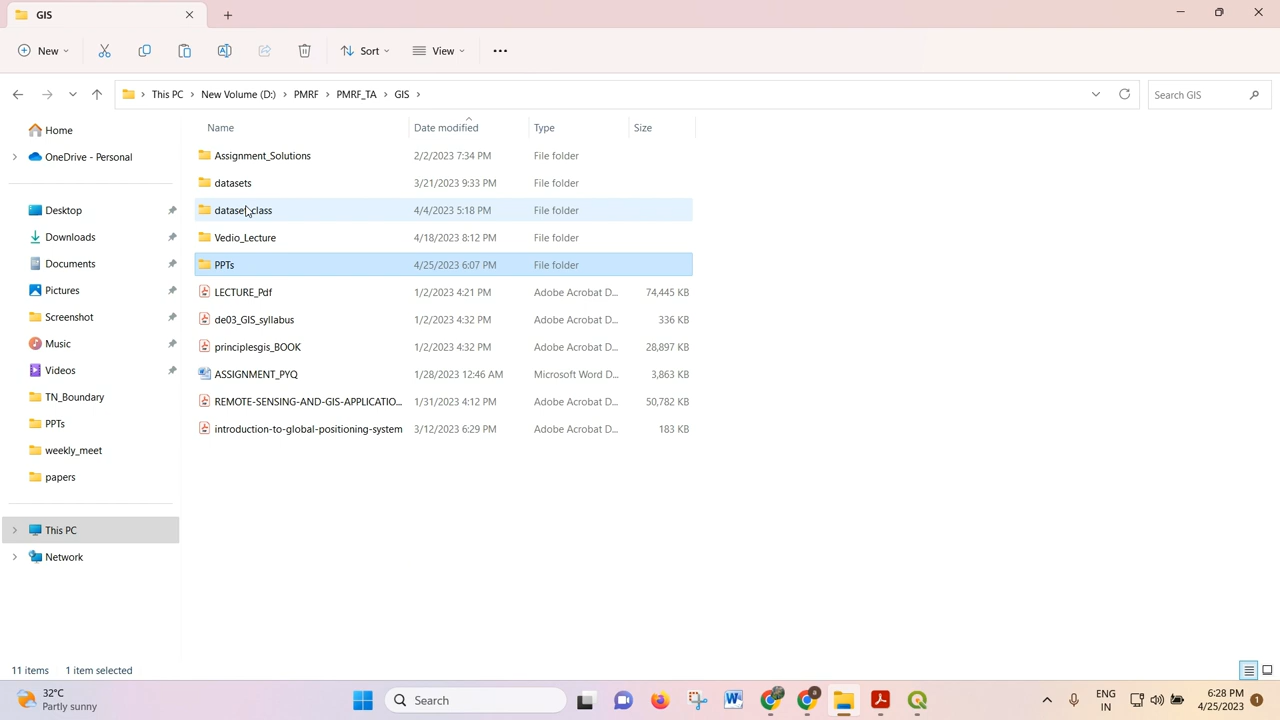 GIS
New
Sort
View
This PC > New Volume (D:) > PMRF > PMRF_TA > GIS >
Search GIS
Home
OneDrive - Personal
Desktop
Downloads
Documents
Pictures
Screenshot
Music
Videos
TN_Boundary
PPTs
weekly_meet
papers
This PC
Network
Name Date modified Type Size
Assignment_Solutions 2/2/2023 7:34 PM File folder
datasets 3/21/2023 9:33 PM File folder
class 4/4/2023 5:18 PM File folder
Vedio_Lecture 4/18/2023 8:12 PM File folder
PPTs 4/25/2023 6:07 PM File folder
LECTURE_Pdf 1/2/2023 4:21 PM Adobe Acrobat D... 74,445 KB
de03_GIS_syllabus 1/2/2023 4:32 PM Adobe Acrobat D... 336 KB
principlesgis_BOOK 1/2/2023 4:32 PM Adobe Acrobat D... 28,897 KB
ASSIGNMENT_PYQ 1/28/2023 12:46 AM Microsoft Word D... 3,863 KB
REMOTE-SENSING-AND-GIS-APPLICATIO... 1/31/2023 4:12 PM Adobe Acrobat D... 50,782 KB
introduction-to-global-positioning-system 3/12/2023 6:29 PM Adobe Acrobat D... 183 KB
11 items 1 item selected
32°C
Partly sunny
Search
ENG
IN
6:28 PM
4/25/2023
1